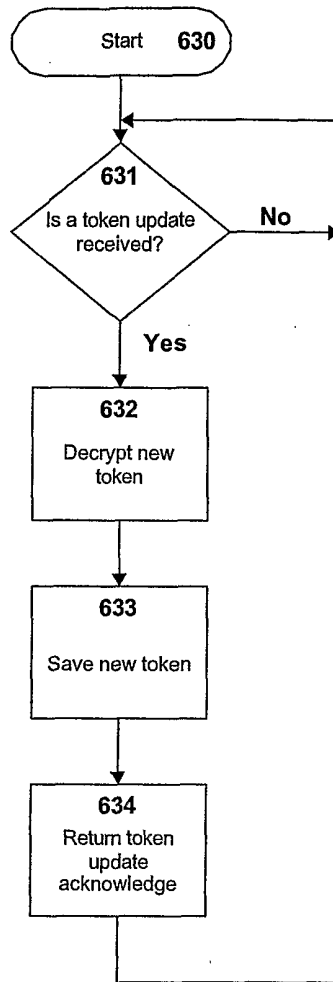 Start 630
631
Is a token update
received?
No
Yes
632
Decrypt new
token
633
Save new token
634
Return token
update
acknowledge